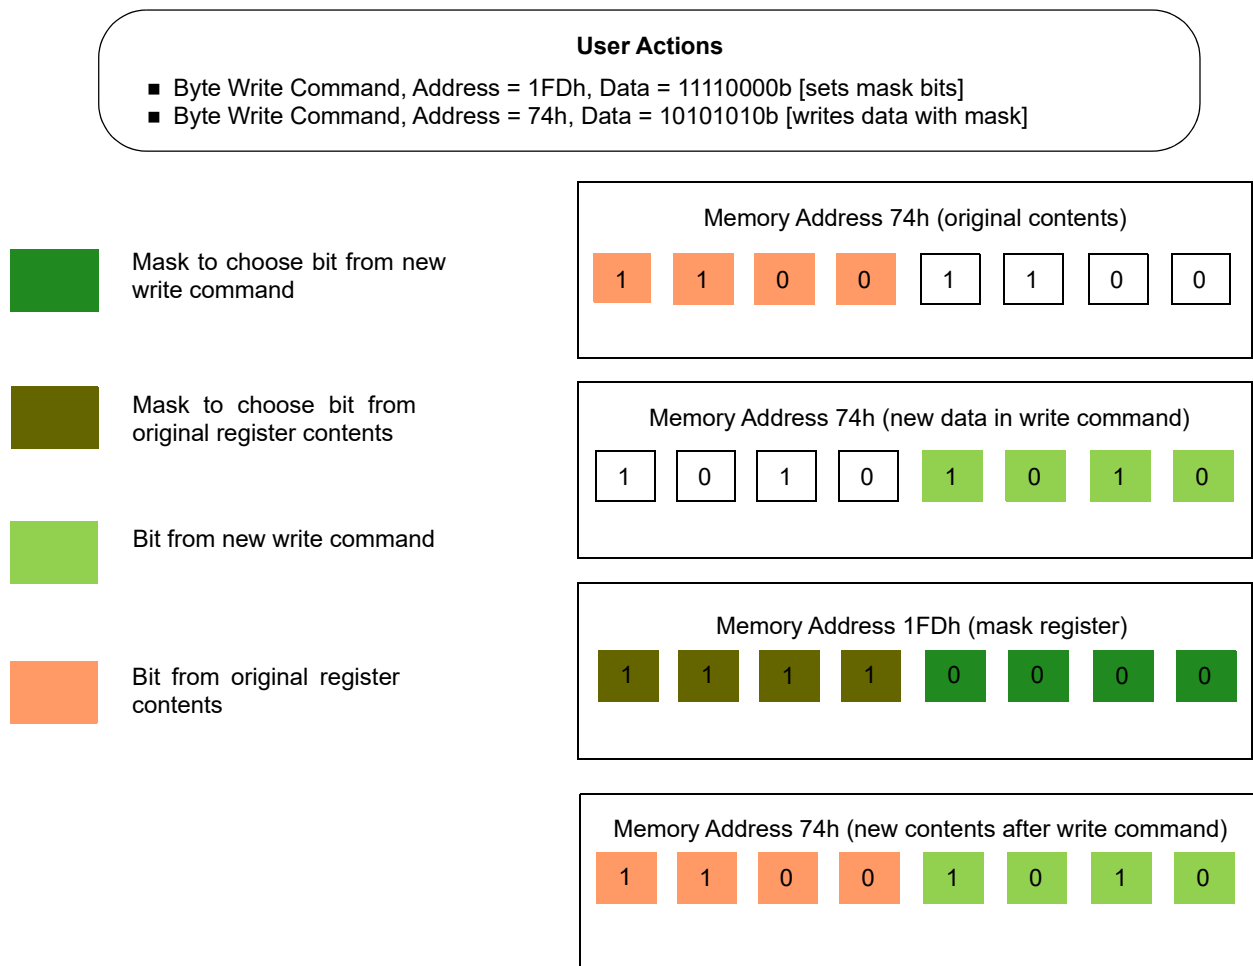 User Actions
■ Byte Write Command, Address = 1FDh, Data = 11110000b [sets mask bits]
■ Byte Write Command, Address = 74h, Data = 10101010b [writes data with mask]
Mask to choose bit from new
write command
Mask to choose bit from
original register contents
Bit from new write command
Bit from original register
contents
Memory Address 74h (original contents)
1 1 0 0 1 1 0 0
Memory Address 74h (new data in write command)
1 0 1 0 1 0 1 0
Memory Address 1FDh (mask register)
1 1 1 1 0 0 0 0
Memory Address 74h (new contents after write command)
1 1 0 0 1 0 1 0